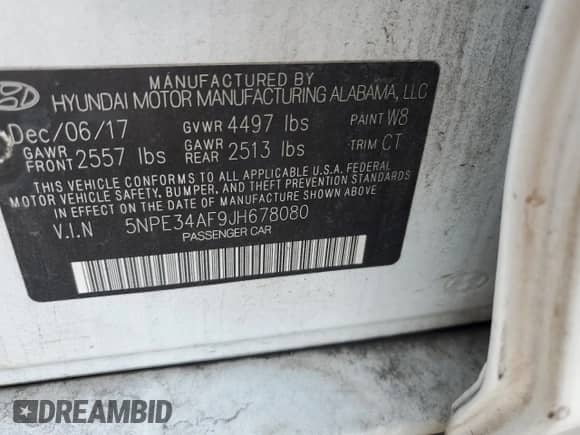 MANUFACTURED BY
HYUNDAI MOTOR MANUFACTURING ALABAMA, LLC
Dec/06/17 GVWR 4497 lbs PAINT W8
GAWR FRONT 2557 lbs GAWR REAR 2513 lbs TRIM CT
THIS VEHICLE CONFORMS TO ALL APPLICABLE U.S.A. FEDERAL
MOTOR VEHICLE SAFETY, BUMPER, AND THEFT PREVENTION STANDARDS
IN EFFECT ON THE DATE OF MANUFACTURE SHOWN ABOVE.
V.I.N 5NPE34AF9JH678080
PASSENGER CAR
DREAMBID